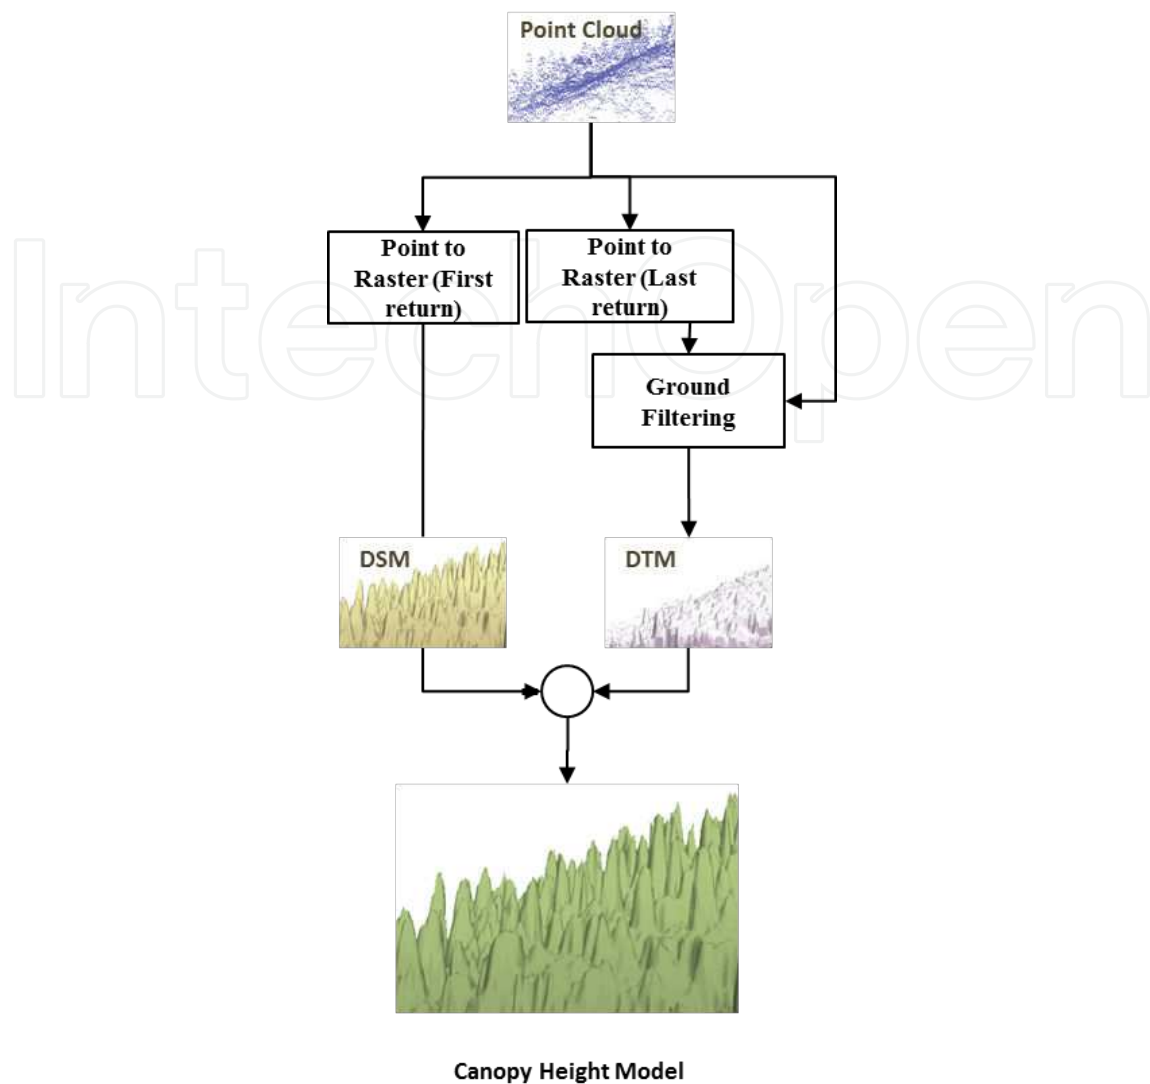 Point Cloud
Point to
Raster (First
return)
Point to
Raster (Last
return)
IntechOpen
Ground
Filtering
DSM
DTM
Canopy Height Model